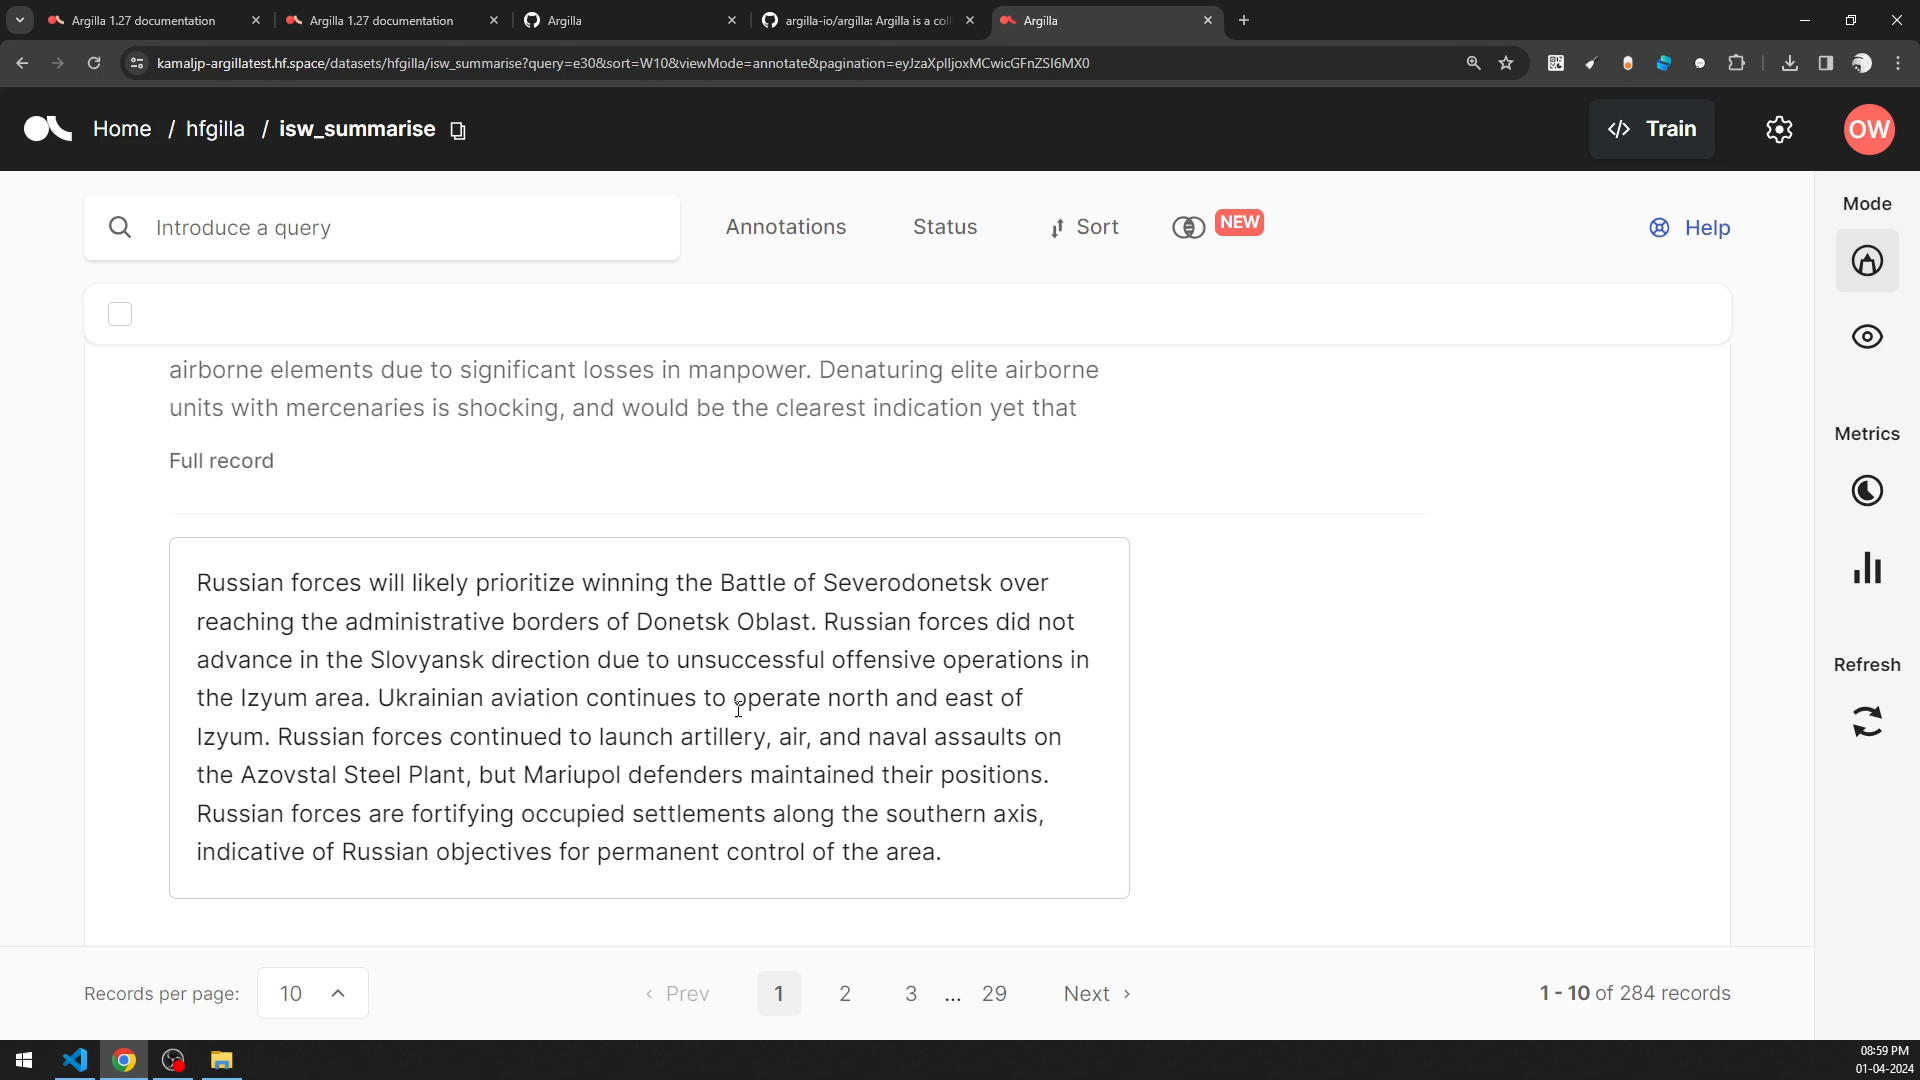 Argilla 1.27 documentation
Argilla 1.27 documentation
Argilla
argilla-io/argilla: Argilla is a col
Argilla
kamaljp-argillatest.hf.space/datasets/hfgilla/isw_summarise?query=e30&sort=W10&viewMode=annotate&pagination=eyJzaXplIjoxMCwicGFnZSI6MX0
Home / hfgilla / isw_summarise
Train
OW
Introduce a query
Annotations
Status
Sort
NEW
Help
Mode
airborne elements due to significant losses in manpower. Denaturing elite airborne
units with mercenaries is shocking, and would be the clearest indication yet that
Full record
Metrics
Russian forces will likely prioritize winning the Battle of Severodonetsk over
reaching the administrative borders of Donetsk Oblast. Russian forces did not
advance in the Slovyansk direction due to unsuccessful offensive operations in
the Izyum area. Ukrainian aviation continues to operate north and east of
Izyum. Russian forces continued to launch artillery, air, and naval assaults on
the Azovstal Steel Plant, but Mariupol defenders maintained their positions.
Russian forces are fortifying occupied settlements along the southern axis,
indicative of Russian objectives for permanent control of the area.
Refresh
Records per page: 10
Prev 1 2 3 ... 29 Next
1 - 10 of 284 records
08:59 PM
01-04-2024